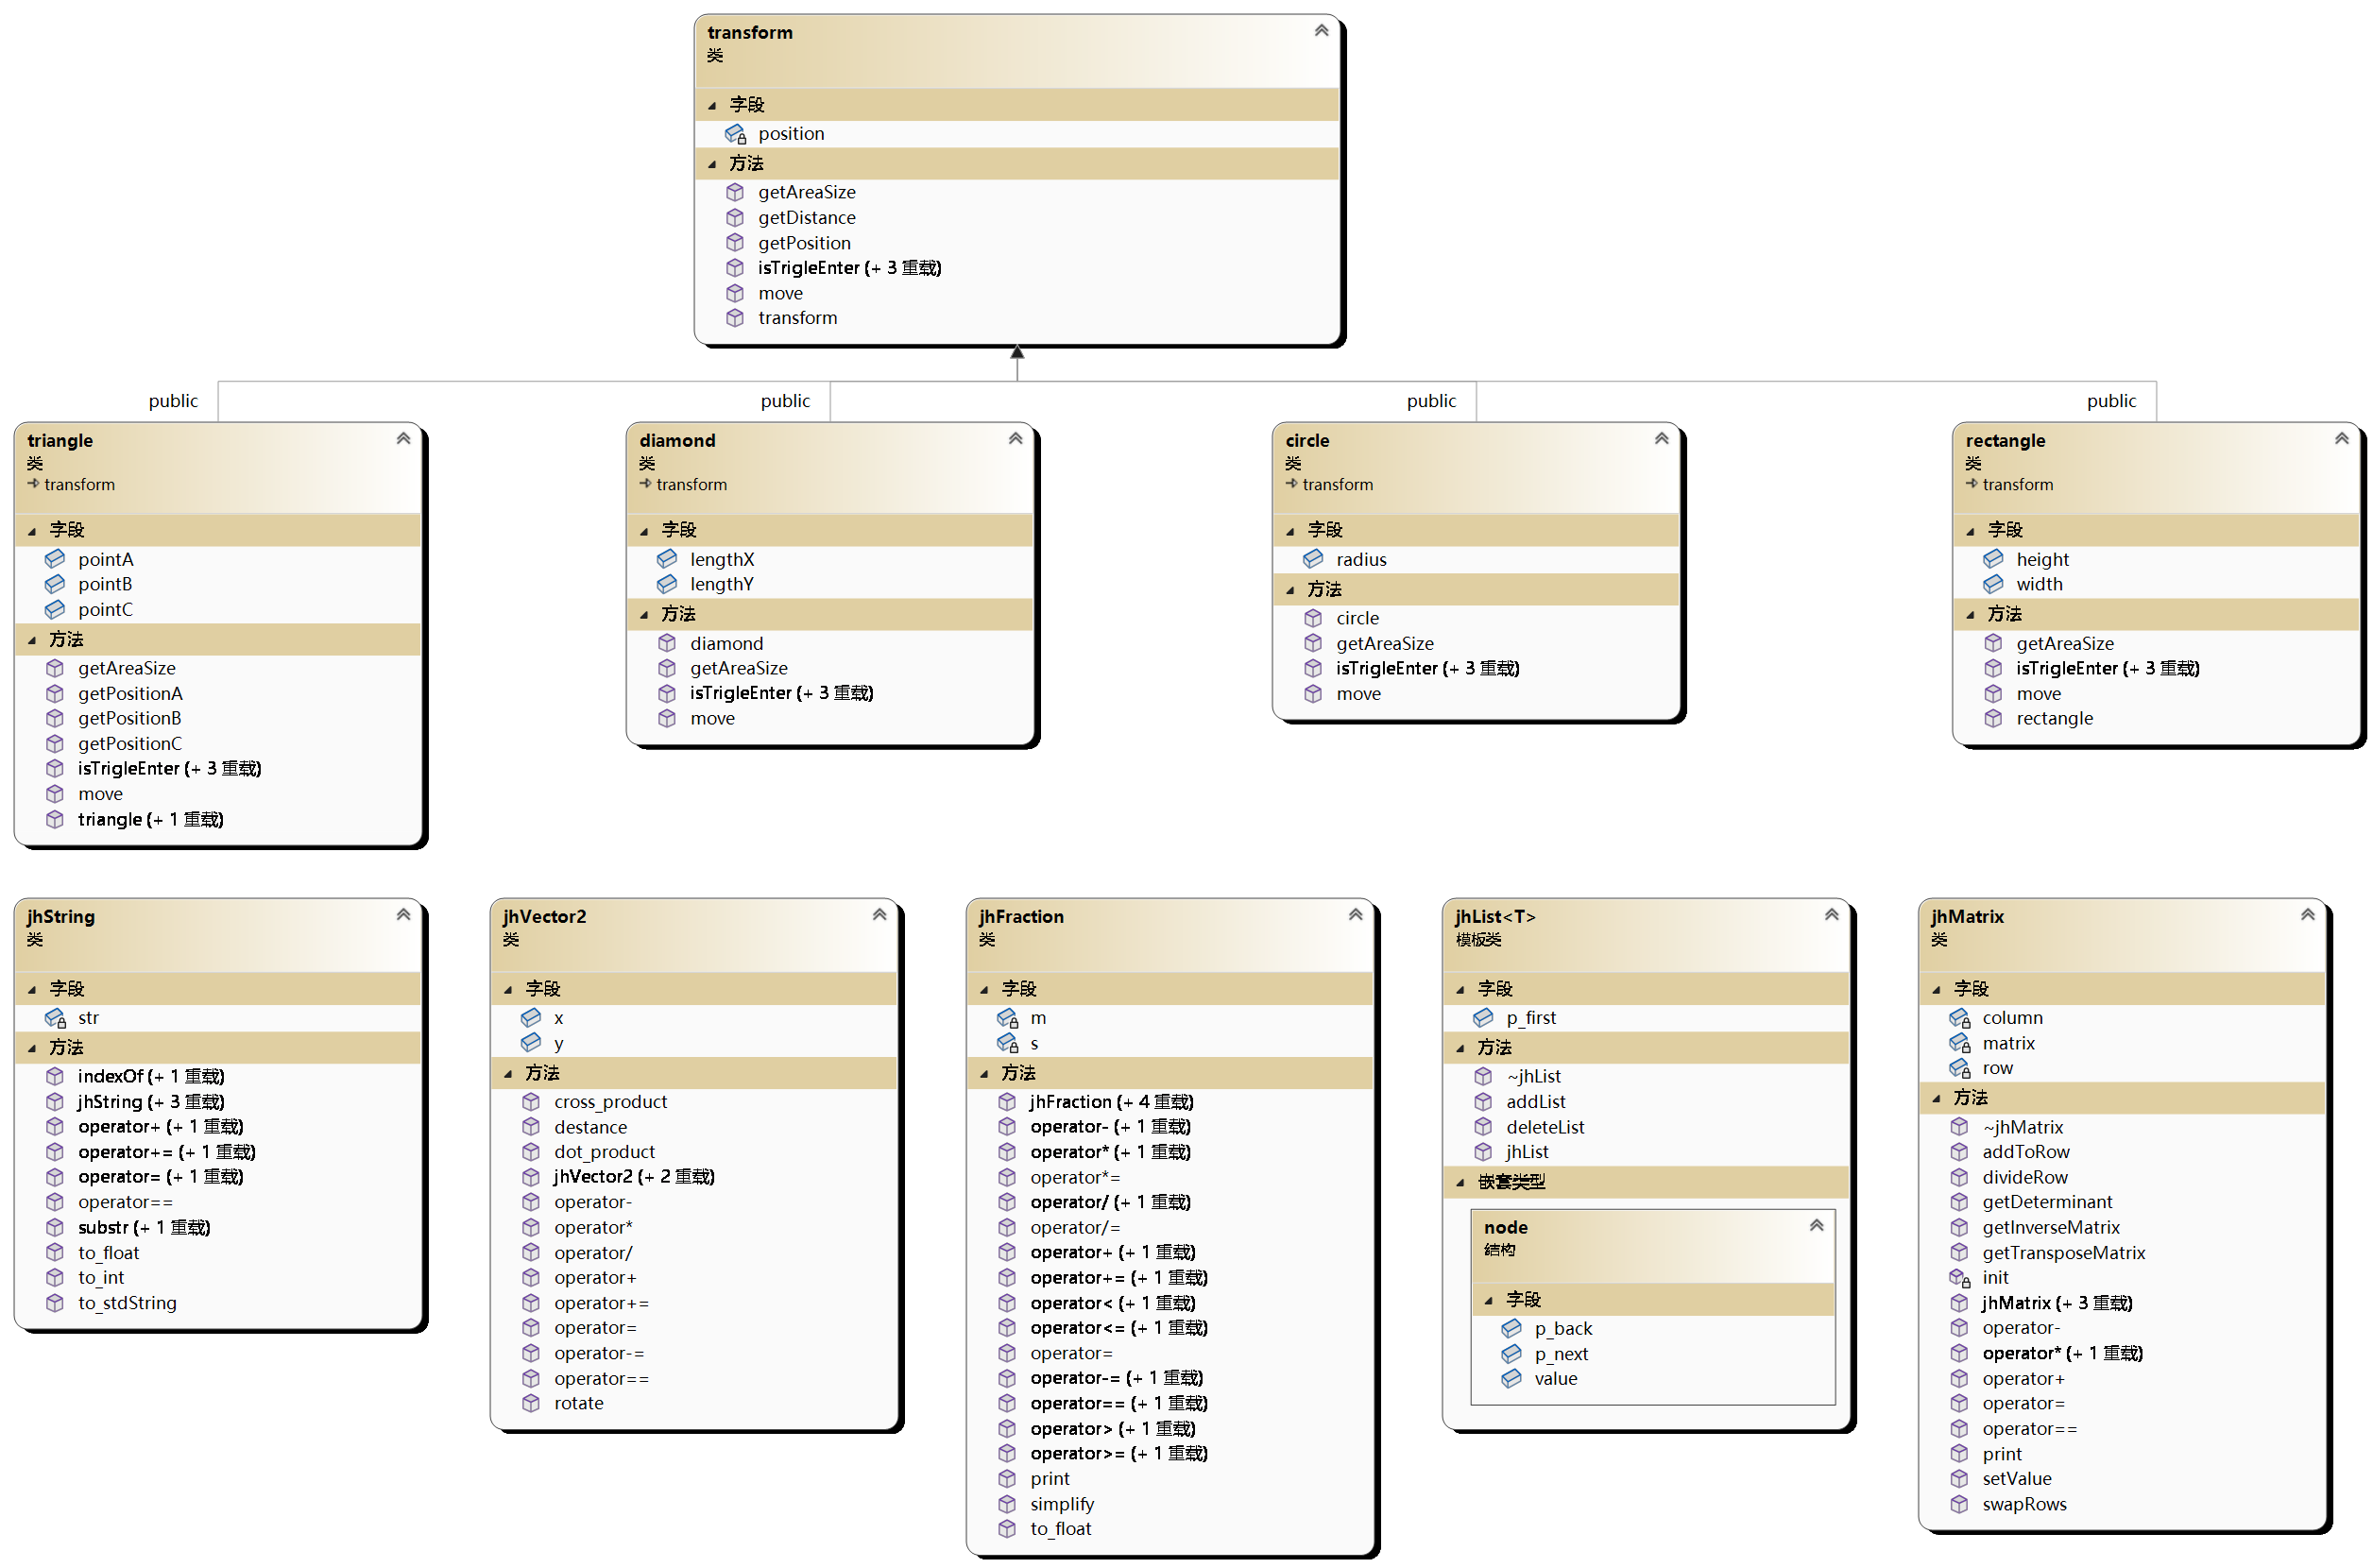 transform
类
字段
position
方法
getAreaSize
getDistance
getPosition
isTrigleEnter (+ 3 重载)
move
transform
public
public
public
public
triangle
类
transform
字段
pointA
pointB
pointC
方法
getAreaSize
getPositionA
getPositionB
getPositionC
isTrigleEnter (+ 3 重载)
move
triangle (+ 1 重载)
diamond
类
transform
字段
lengthX
lengthY
方法
diamond
getAreaSize
isTrigleEnter (+ 3 重载)
move
circle
类
transform
字段
radius
方法
circle
getAreaSize
isTrigleEnter (+ 3 重载)
move
rectangle
类
transform
字段
height
width
方法
getAreaSize
isTrigleEnter (+ 3 重载)
move
rectangle
jhString
类
字段
str
方法
indexOf (+ 1 重载)
jhString (+ 3 重载)
operator+ (+ 1 重载)
operator+= (+ 1 重载)
operator= (+ 1 重载)
operator==
substr (+ 1 重载)
to_float
to_int
to_stdString
jhVector2
类
字段
x
y
方法
cross_product
destance
dot_product
jhVector2 (+ 2 重载)
operator-
operator*
operator/
operator+
operator+=
operator=
operator-=
operator==
rotate
jhFraction
类
字段
m
s
方法
jhFraction (+ 4 重载)
operator- (+ 1 重载)
operator* (+ 1 重载)
operator*=
operator/ (+ 1 重载)
operator/=
operator+ (+ 1 重载)
operator+= (+ 1 重载)
operator< (+ 1 重载)
operator<= (+ 1 重载)
operator=
operator-= (+ 1 重载)
operator== (+ 1 重载)
operator> (+ 1 重载)
operator>= (+ 1 重载)
print
simplify
to_float
jhList<T>
模板类
字段
p_first
方法
~jhList
addList
deleteList
jhList
嵌套类型
node
结构
字段
p_back
p_next
value
jhMatrix
类
字段
column
matrix
row
方法
~jhMatrix
addToRow
divideRow
getDeterminant
getInverseMatrix
getTransposeMatrix
init
jhMatrix (+ 3 重载)
operator-
operator* (+ 1 重载)
operator+
operator=
operator==
print
setValue
swapRows